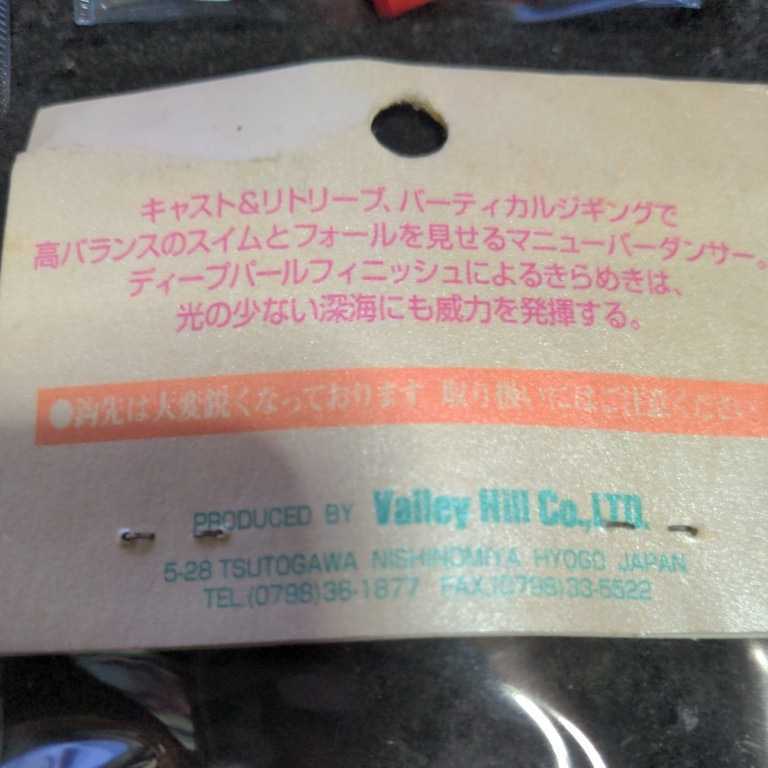 キャスト&リトリーブ、バーティカルジギングで
高バランスのスイムとフォールを見せるマニューバーダンサー。
ディープパールフィニッシュによるきらめきは、
光の少ない深海にも威力を発揮する。
●鈎先は大変鋭くなっております 取り扱いにはご注意ください
PRODUCED BY Valley Hill Co.,LTD.
5-28 TSUTOGAWA NISHINOMIYA HYOGO JAPAN
TEL.(0798)36-1877 FAX.(0798)33-5522